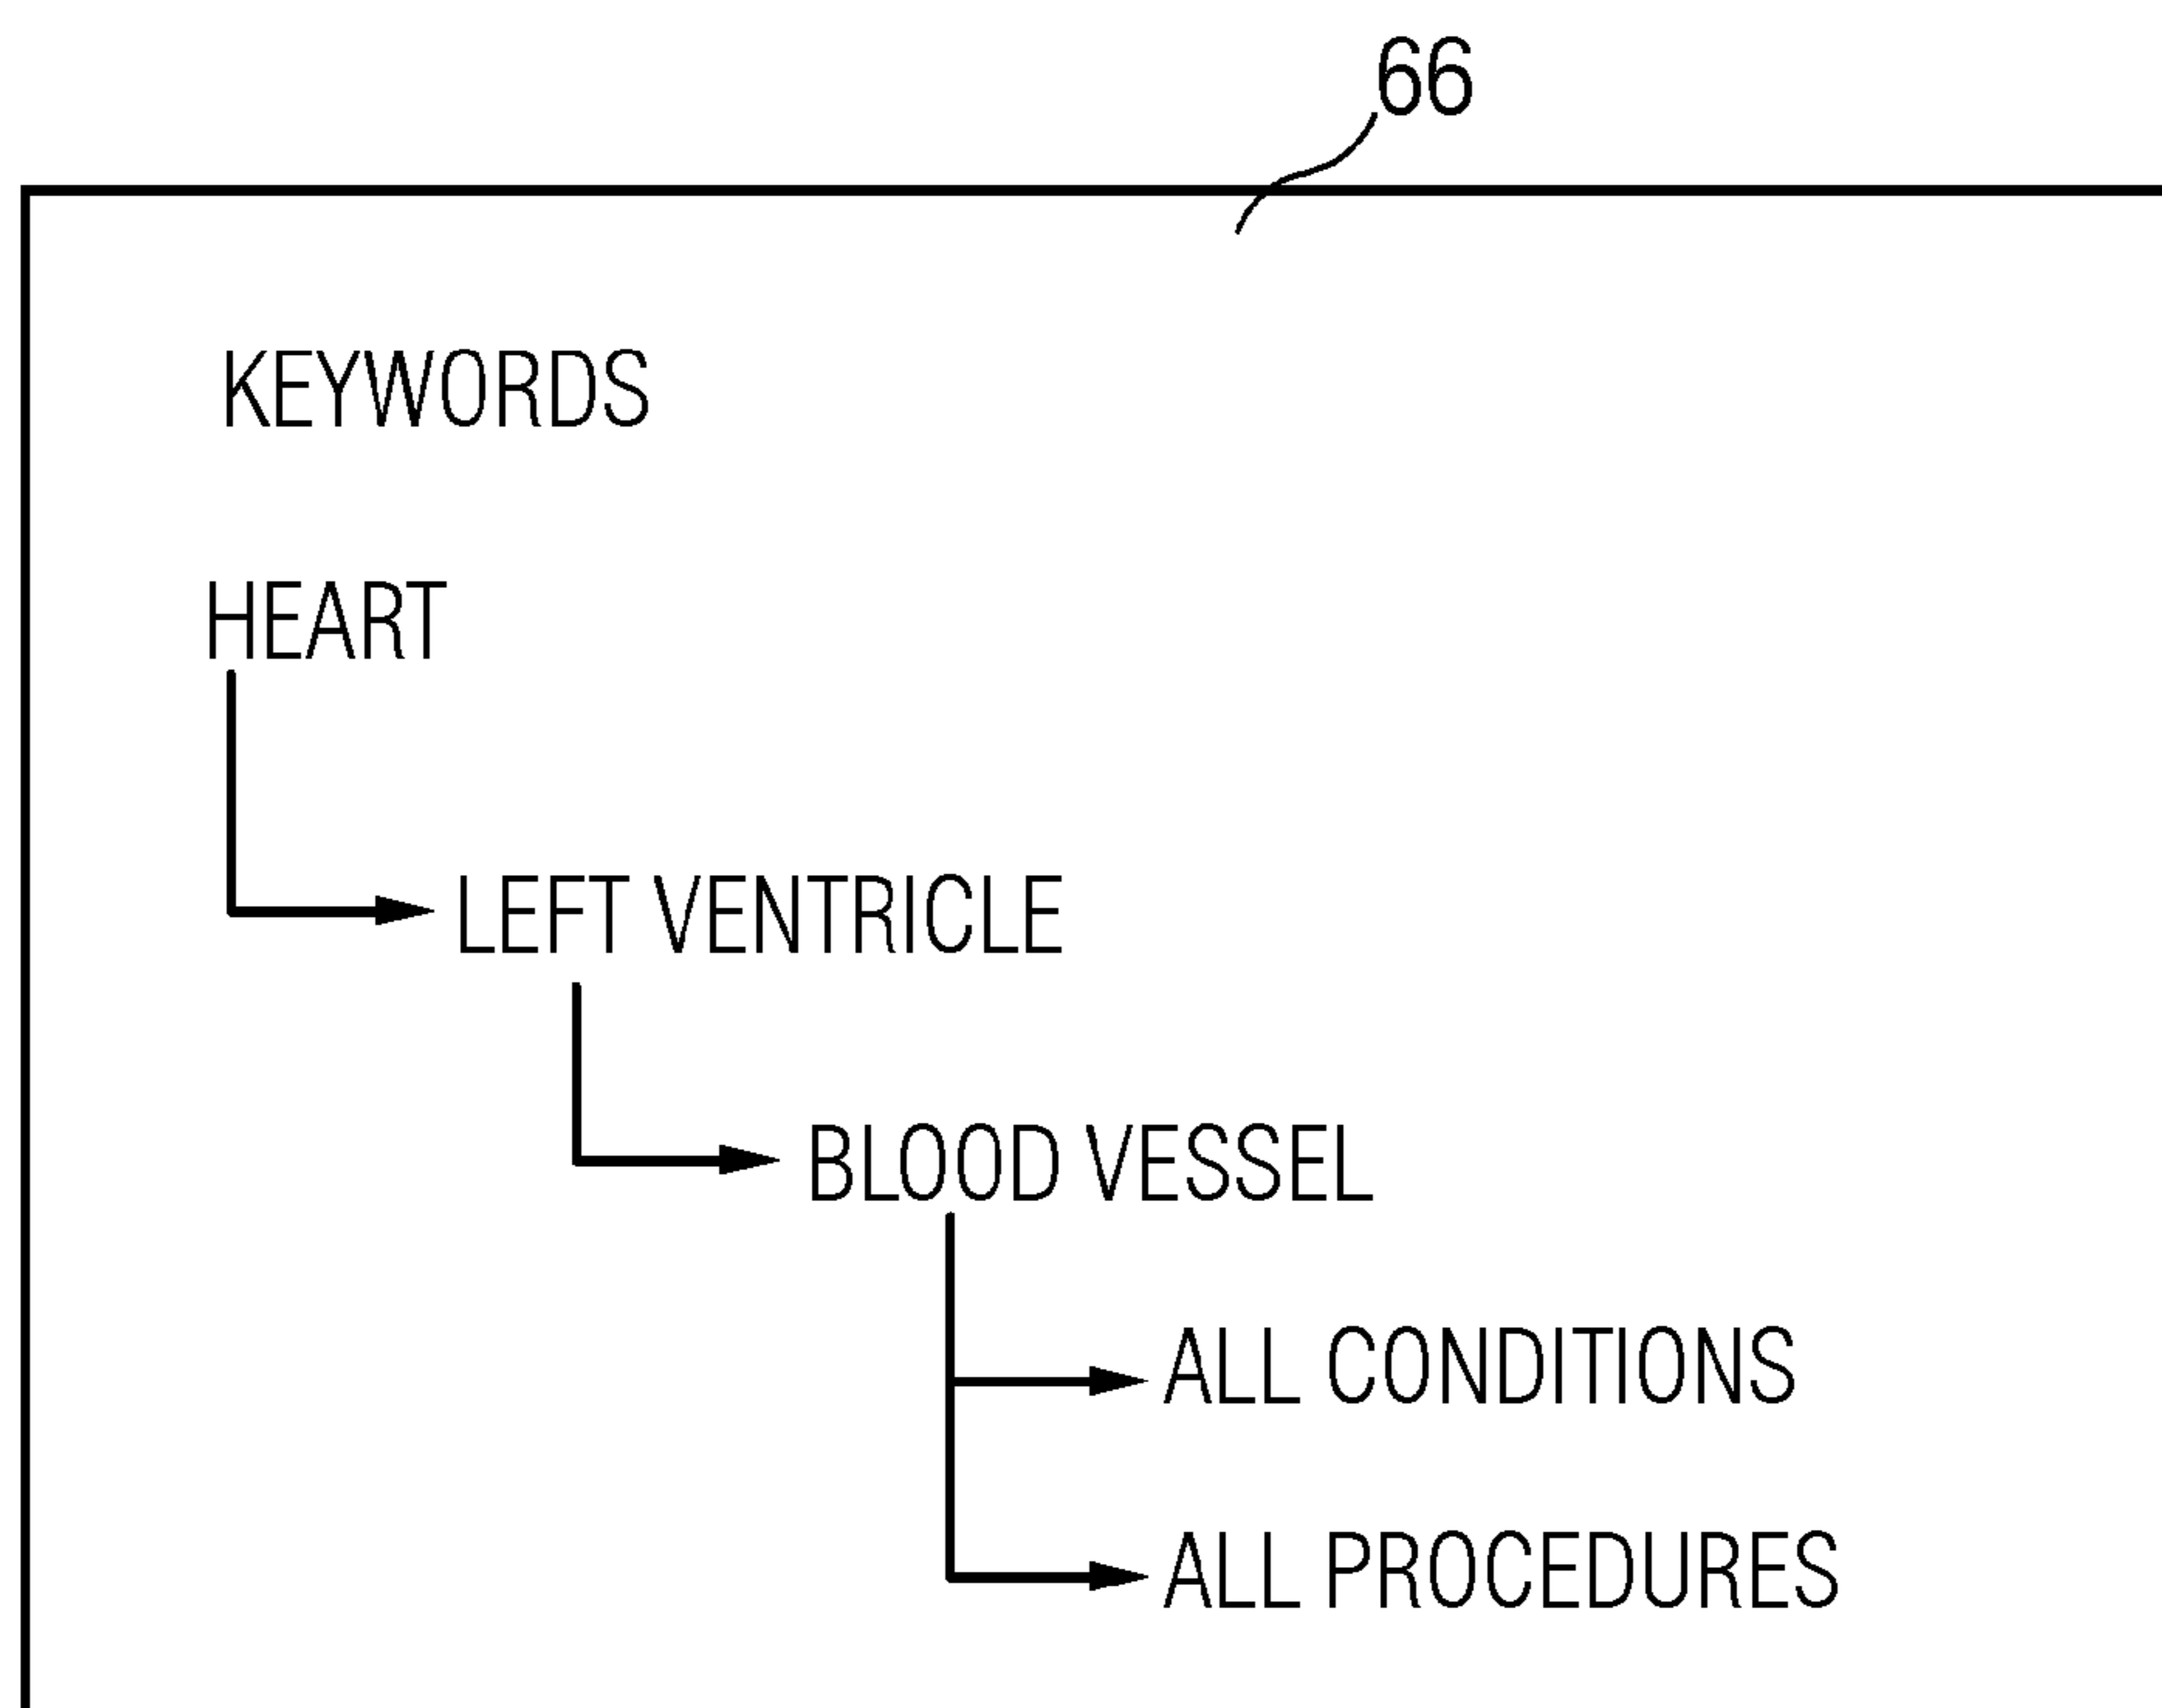 66
KEYWORDS
HEART
LEFT VENTRICLE
BLOOD VESSEL
ALL CONDITIONS
ALL PROCEDURES